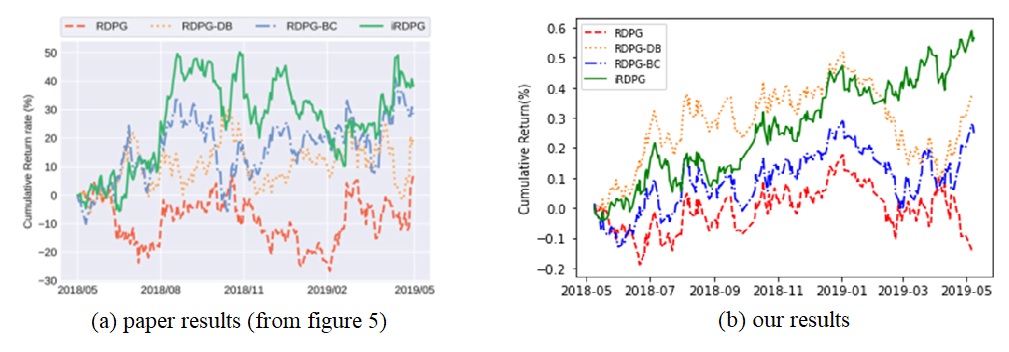 RDPG RDPG-DB RDPG-BC iRDPG
Cumulative Return rate (%)
50
40
30
20
10
0
−10
−20
−30
2018/05 2018/08 2018/11 2019/02 2019/05
(a) paper results (from figure 5)
RDPG
RDPG-DB
RDPG-BC
iRDPG
Cumulative Return(%)
0.6
0.5
0.4
0.3
0.2
0.1
0.0
−0.1
−0.2
2018-05 2018-07 2018-09 2018-11 2019-01 2019-03 2019-05
(b) our results